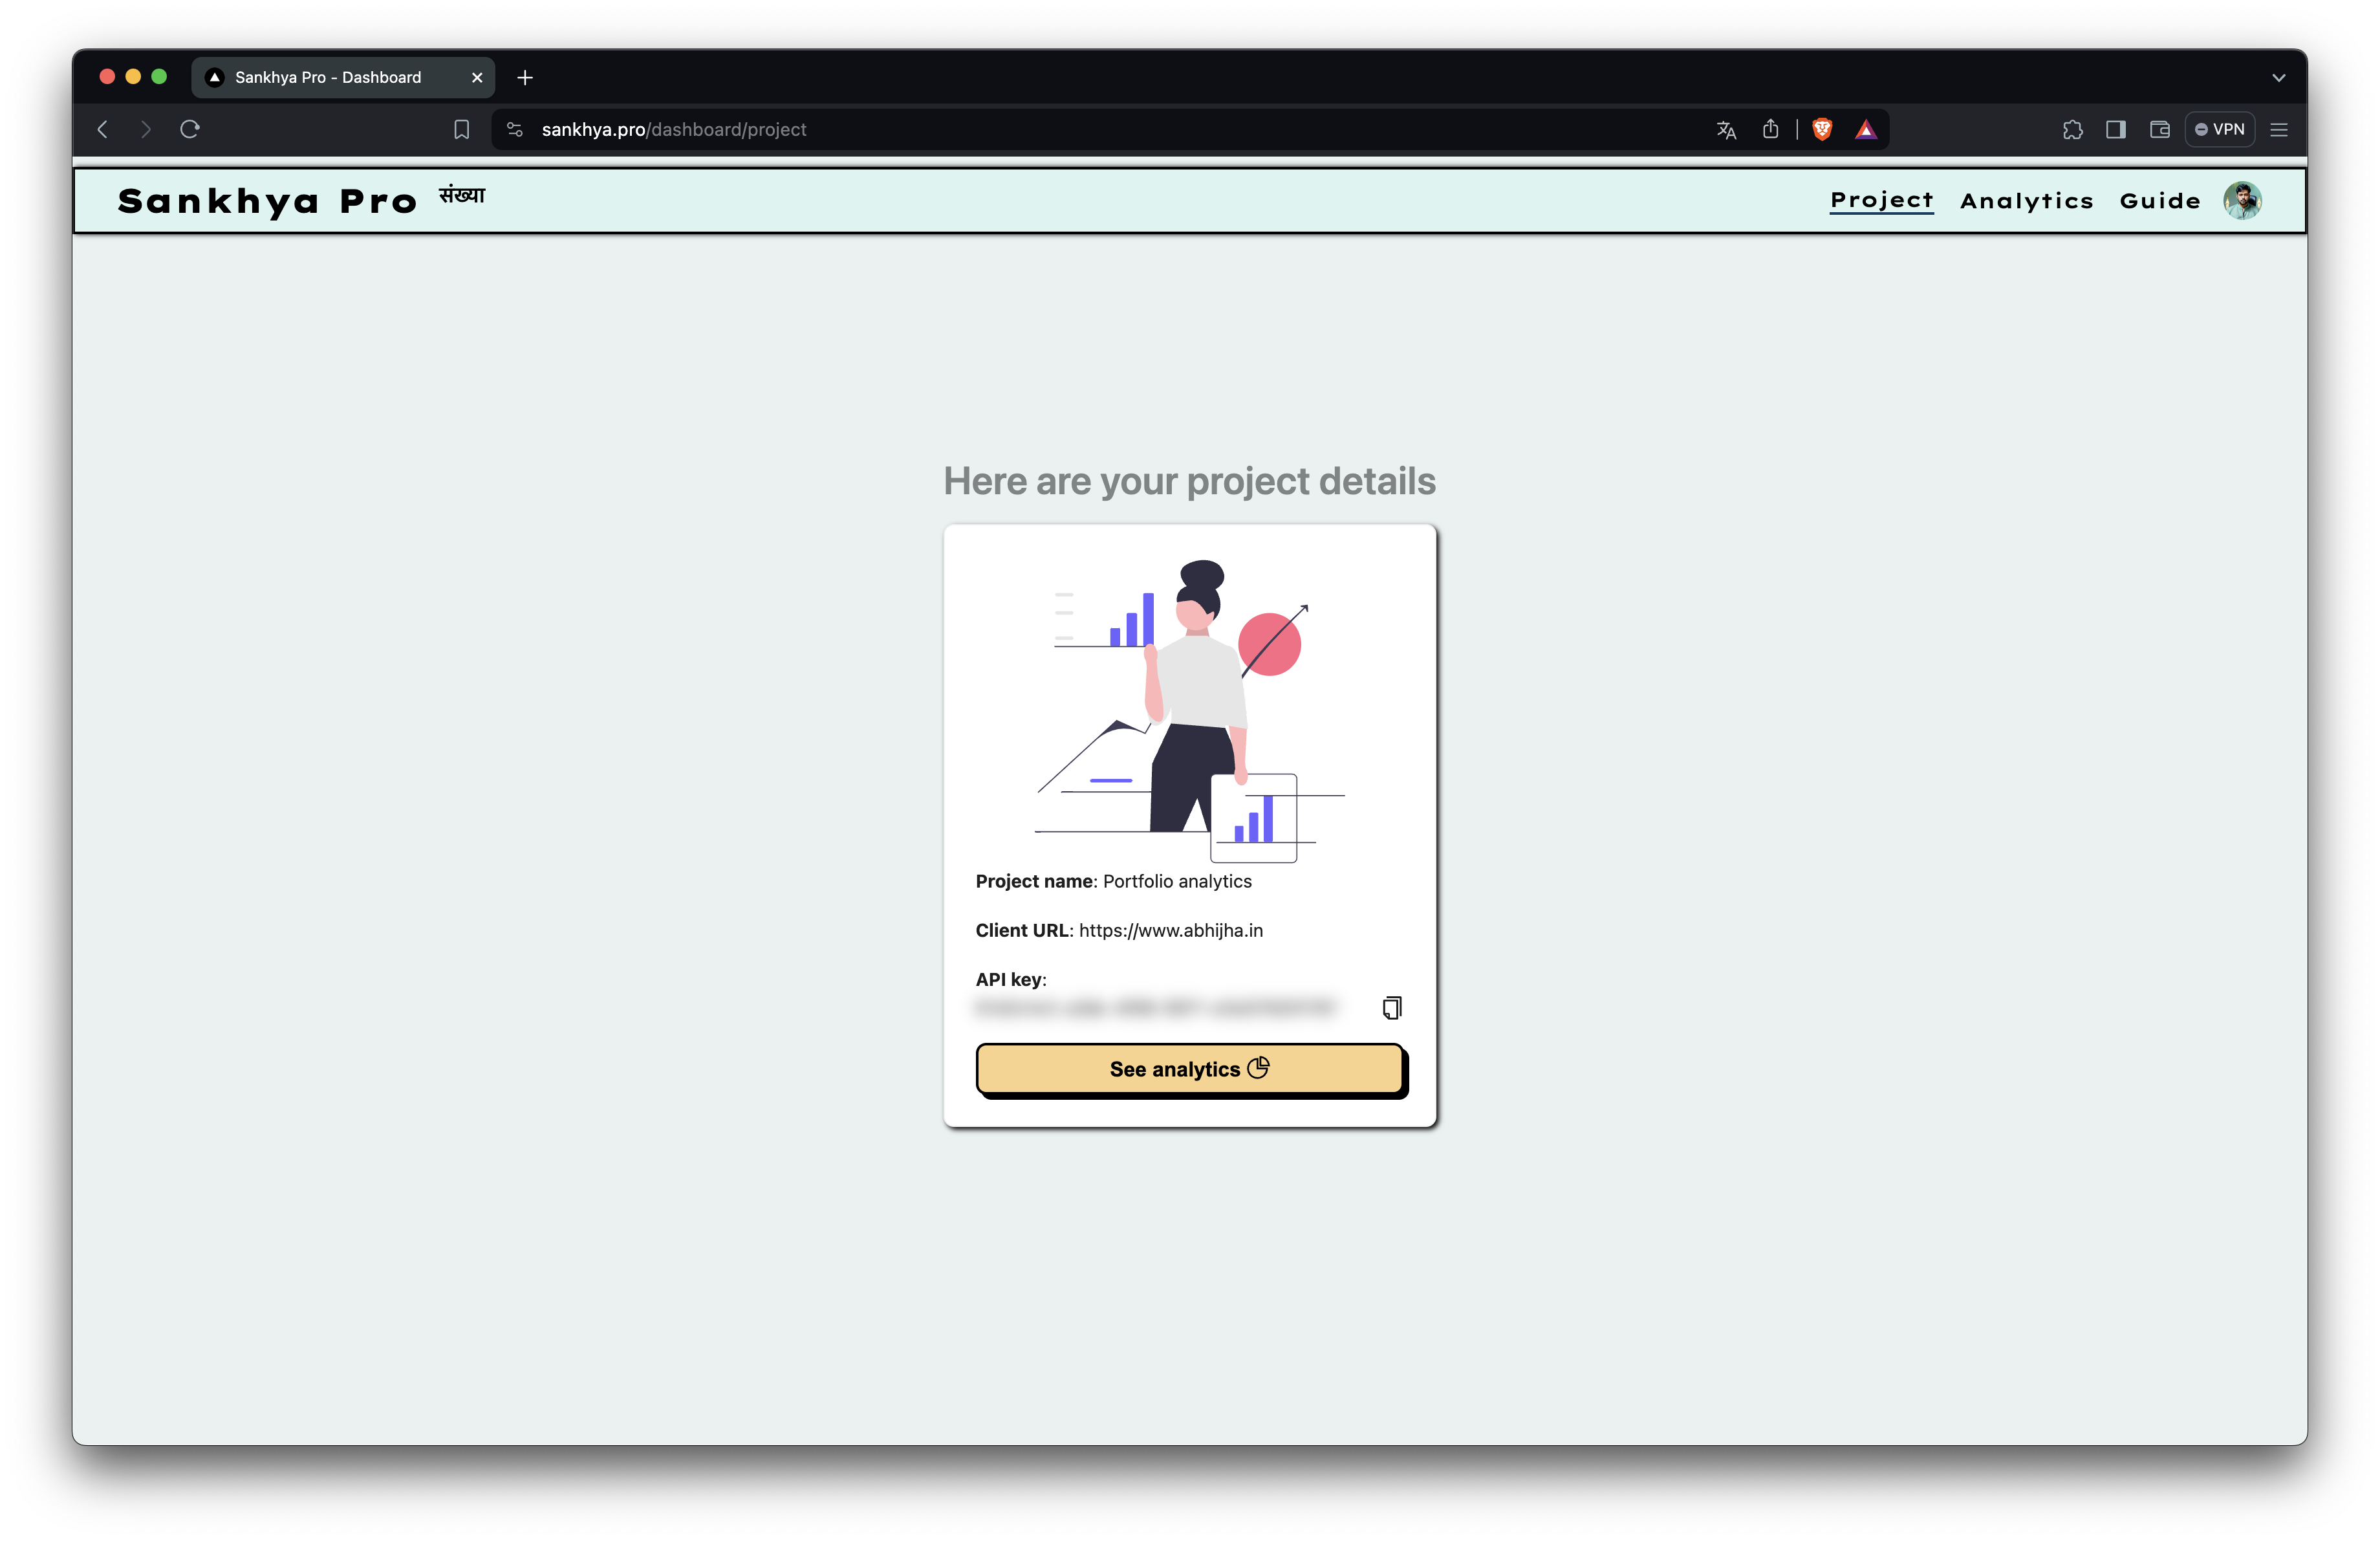 Sankhya Pro - Dashboard
sankhya.pro/dashboard/project
VPN
Sankhya Pro संख्या
Project Analytics Guide
Here are your project details
Project name: Portfolio analytics
Client URL: https://www.abhijha.in
API key:
See analytics